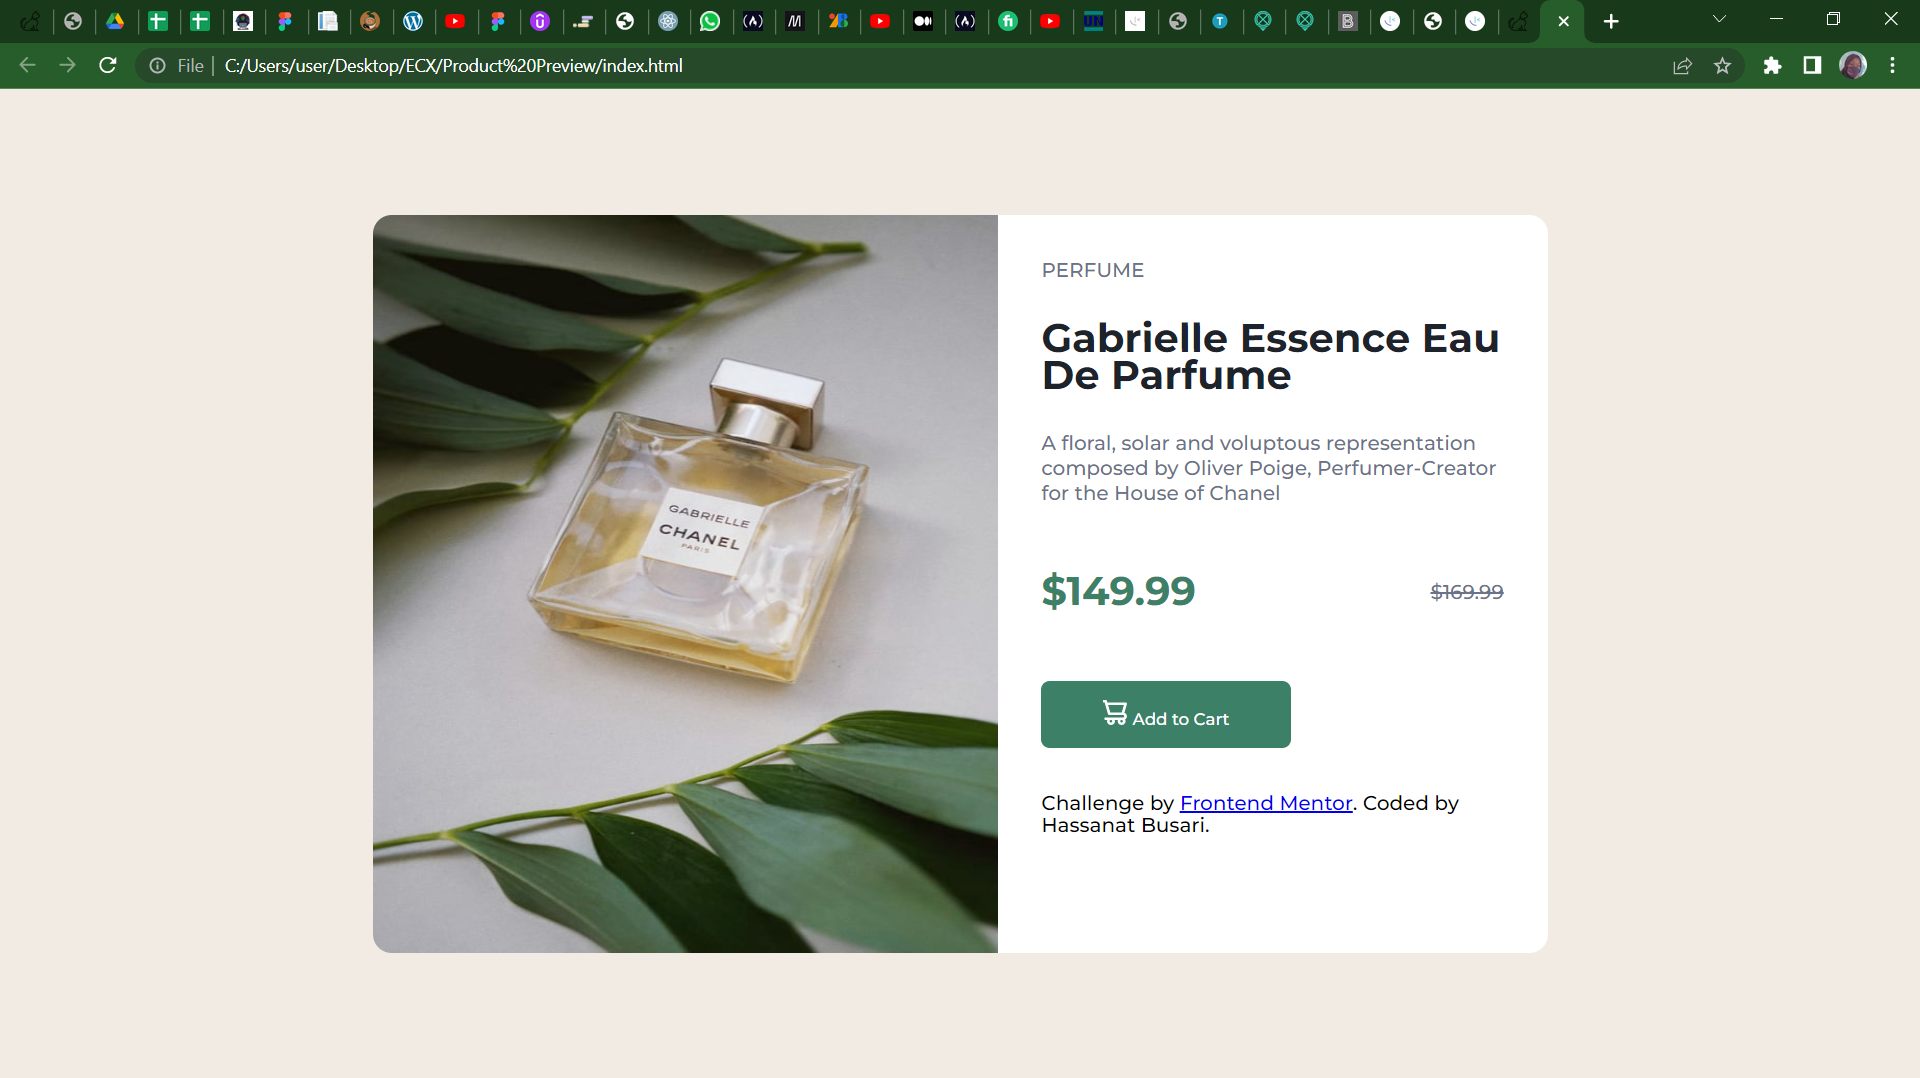 File
C:/Users/user/Desktop/ECX/Product%20Preview/index.html
GABRIELLE
CHANEL
PARIS
PERFUME
Gabrielle Essence Eau
De Parfume
A floral, solar and voluptous representation
composed by Oliver Poige, Perfumer-Creator
for the House of Chanel
$149.99
$169.99
Add to Cart
Challenge by Frontend Mentor. Coded by
Hassanat Busari.